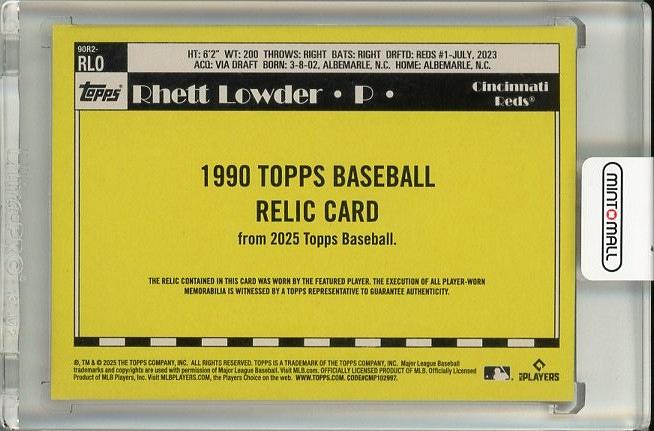 90R2-
RLO
HT: 6'2" WT: 200 THROWS: RIGHT BATS: RIGHT DRFTD: REDS #1-JULY, 2023
ACQ: VIA DRAFT BORN: 3-8-02, ALBEMARLE, N.C. HOME: ALBEMARLE, N.C.
Topps Rhett Lowder • P •
Cincinnati
Reds®
1990 TOPPS BASEBALL
RELIC CARD
from 2025 Topps Baseball.
THE RELIC CONTAINED IN THIS CARD WAS WORN BY THE FEATURED PLAYER. THE EXECUTION OF ALL PLAYER-WORN
MEMORABILIA IS WITNESSED BY A TOPPS REPRESENTATIVE TO GUARANTEE AUTHENTICITY.
®, TM & © 2025 THE TOPPS COMPANY, INC. ALL RIGHTS RESERVED. TOPPS IS A TRADEMARK OF THE TOPPS COMPANY, INC. Major League Baseball
trademarks and copyrights are used with permission of Major League Baseball. Visit MLB.com. OFFICIALLY LICENSED PRODUCT OF MLB. Officially Licensed
Product of MLB Players, Inc. Visit MLBPLAYERS.COM, the Players Choice on the web. WWW.TOPPS.COM. CODE#CMP102997.
PLAYERS
MINTOMALL